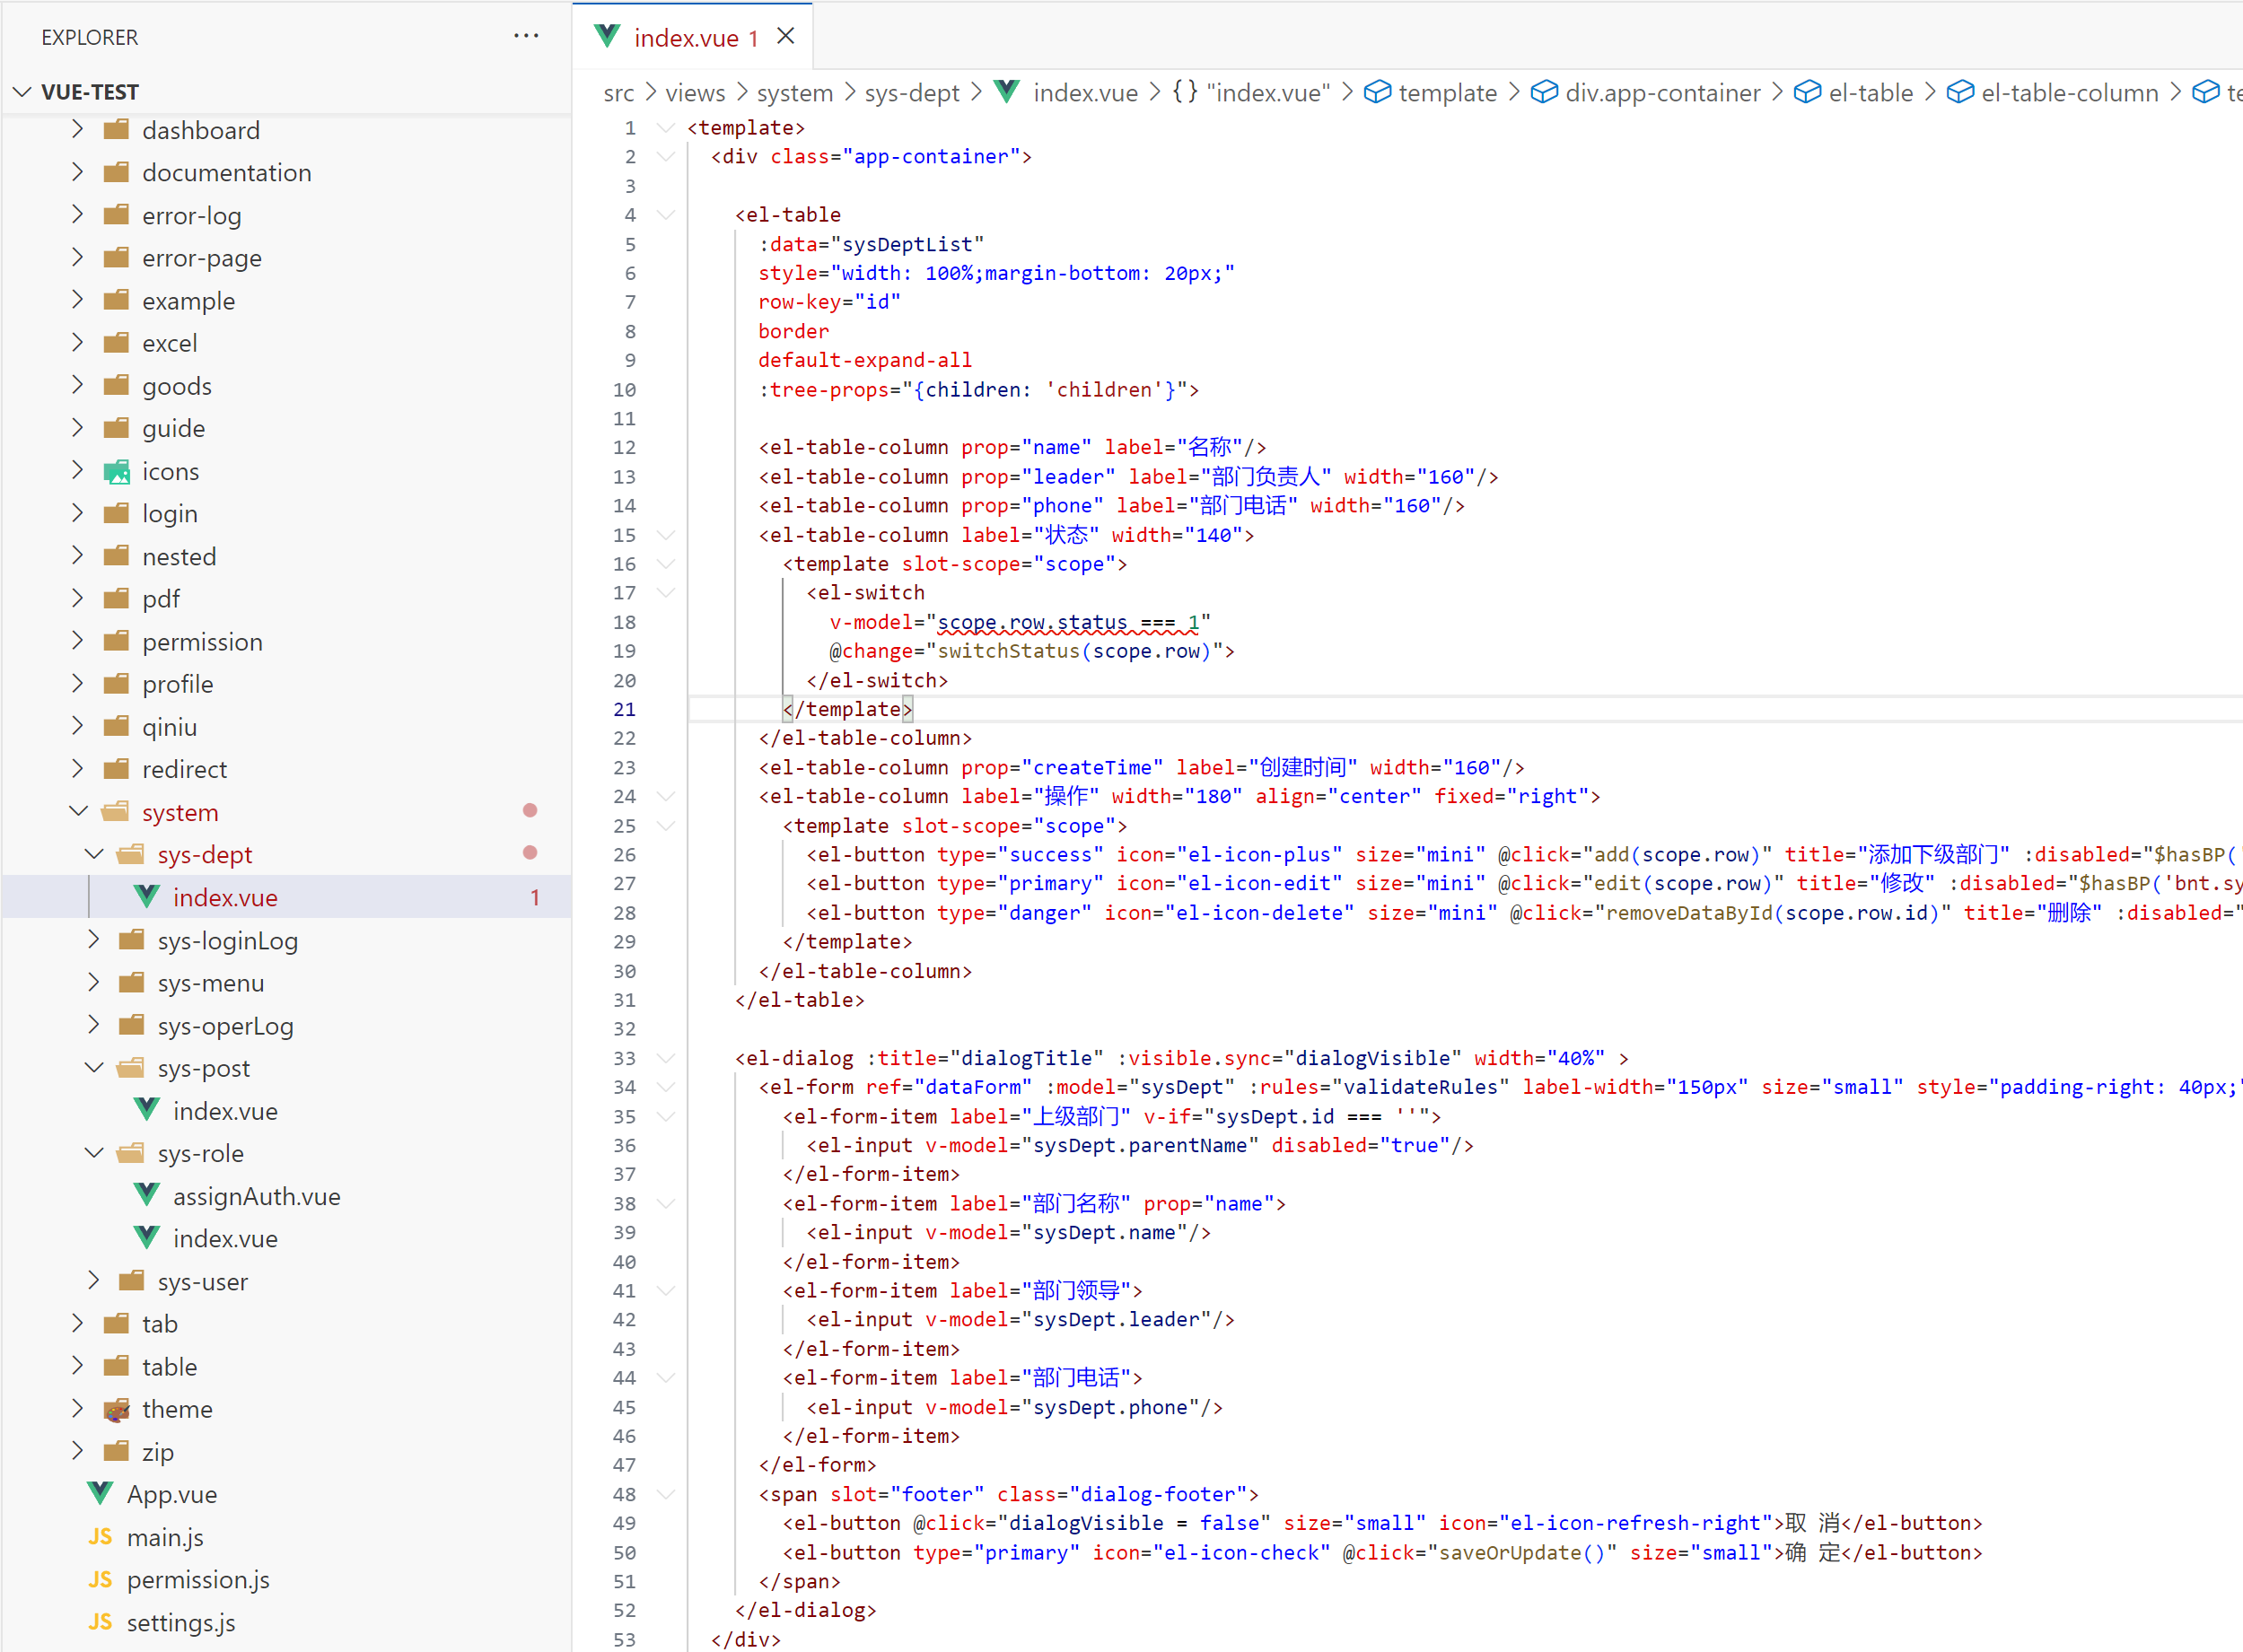 EXPLORER
VUE-TEST
dashboard
documentation
error-log
error-page
example
excel
goods
guide
icons
login
nested
pdf
permission
profile
qiniu
redirect
system
sys-dept
index.vue 1
sys-loginLog
sys-menu
sys-operLog
sys-post
index.vue
sys-role
assignAuth.vue
index.vue
sys-user
tab
table
theme
zip
App.vue
JS main.js
JS permission.js
JS settings.js
index.vue 1
src > views > system > sys-dept > index.vue > {} "index.vue" > template > div.app-container > el-table > el-table-column > te
1 <template>
2 <div class="app-container">
3
4 <el-table
5 :data="sysDeptList"
6 style="width: 100%;margin-bottom: 20px;"
7 row-key="id"
8 border
9 default-expand-all
10 :tree-props="{children: 'children'}">
11
12 <el-table-column prop="name" label="名称"/>
13 <el-table-column prop="leader" label="部门负责人" width="160"/>
14 <el-table-column prop="phone" label="部门电话" width="160"/>
15 <el-table-column label="状态" width="140">
16 <template slot-scope="scope">
17 <el-switch
18 v-model="scope.row.status === 1"
19 @change="switchStatus(scope.row)">
20 </el-switch>
21 </template>
22 </el-table-column>
23 <el-table-column prop="createTime" label="创建时间" width="160"/>
24 <el-table-column label="操作" width="180" align="center" fixed="right">
25 <template slot-scope="scope">
26 <el-button type="success" icon="el-icon-plus" size="mini" @click="add(scope.row)" title="添加下级部门" :disabled="$hasBP('
27 <el-button type="primary" icon="el-icon-edit" size="mini" @click="edit(scope.row)" title="修改" :disabled="$hasBP('bnt.sy
28 <el-button type="danger" icon="el-icon-delete" size="mini" @click="removeDataById(scope.row.id)" title="删除" :disabled="
29 </template>
30 </el-table-column>
31 </el-table>
32
33 <el-dialog :title="dialogTitle" :visible.sync="dialogVisible" width="40%" >
34 <el-form ref="dataForm" :model="sysDept" :rules="validateRules" label-width="150px" size="small" style="padding-right: 40px;"
35 <el-form-item label="上级部门" v-if="sysDept.id === ''">
36 <el-input v-model="sysDept.parentName" disabled="true"/>
37 </el-form-item>
38 <el-form-item label="部门名称" prop="name">
39 <el-input v-model="sysDept.name"/>
40 </el-form-item>
41 <el-form-item label="部门领导">
42 <el-input v-model="sysDept.leader"/>
43 </el-form-item>
44 <el-form-item label="部门电话">
45 <el-input v-model="sysDept.phone"/>
46 </el-form-item>
47 </el-form>
48 <span slot="footer" class="dialog-footer">
49 <el-button @click="dialogVisible = false" size="small" icon="el-icon-refresh-right">取 消</el-button>
50 <el-button type="primary" icon="el-icon-check" @click="saveOrUpdate()" size="small">确 定</el-button>
51 </span>
52 </el-dialog>
53 </div>